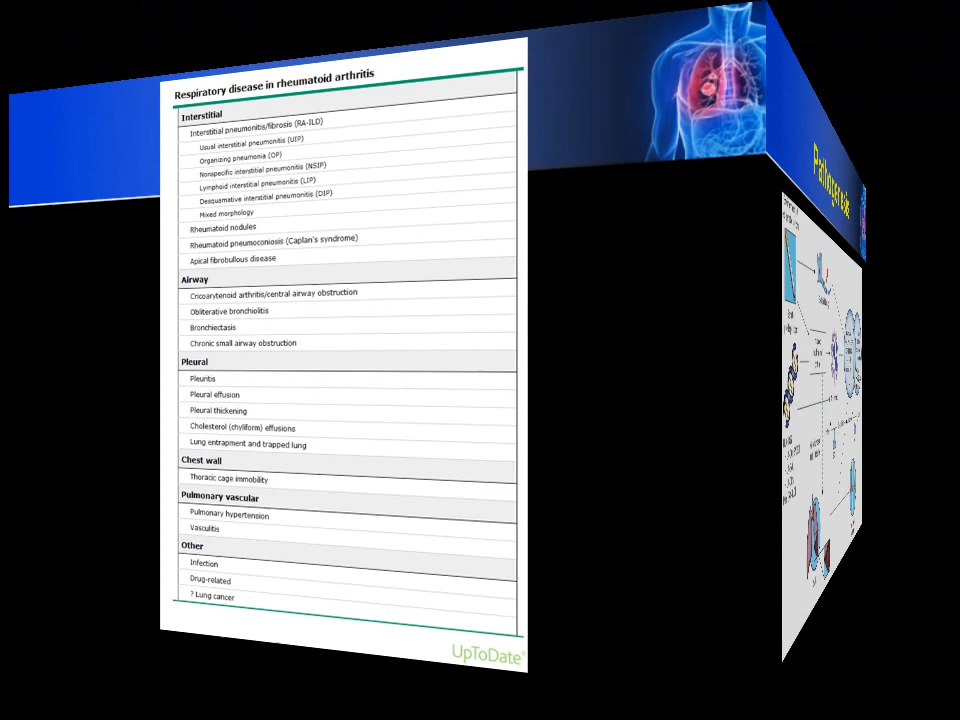 Respiratory disease in rheumatoid arthritis
Interstitial
Interstitial pneumonitis/fibrosis (RA-ILD)
Usual interstitial pneumonitis (UIP)
Organizing pneumonia (OP)
Nonspecific interstitial pneumonitis (NSIP)
Lymphoid interstitial pneumonitis (LIP)
Desquamative interstitial pneumonitis (DIP)
Mixed morphology
Rheumatoid nodules
Rheumatoid pneumoconiosis (Caplan's syndrome)
Apical fibrobullous disease
Airway
Cricoarytenoid arthritis/central airway obstruction
Obliterative bronchiolitis
Bronchiectasis
Chronic small airway obstruction
Pleural
Pleuritis
Pleural effusion
Pleural thickening
Cholesterol (chyliform) effusions
Lung entrapment and trapped lung
Chest wall
Thoracic cage immobility
Pulmonary vascular
Pulmonary hypertension
Vasculitis
Other
Infection
Drug-related
? Lung cancer
UpToDate®
Pathogenesis